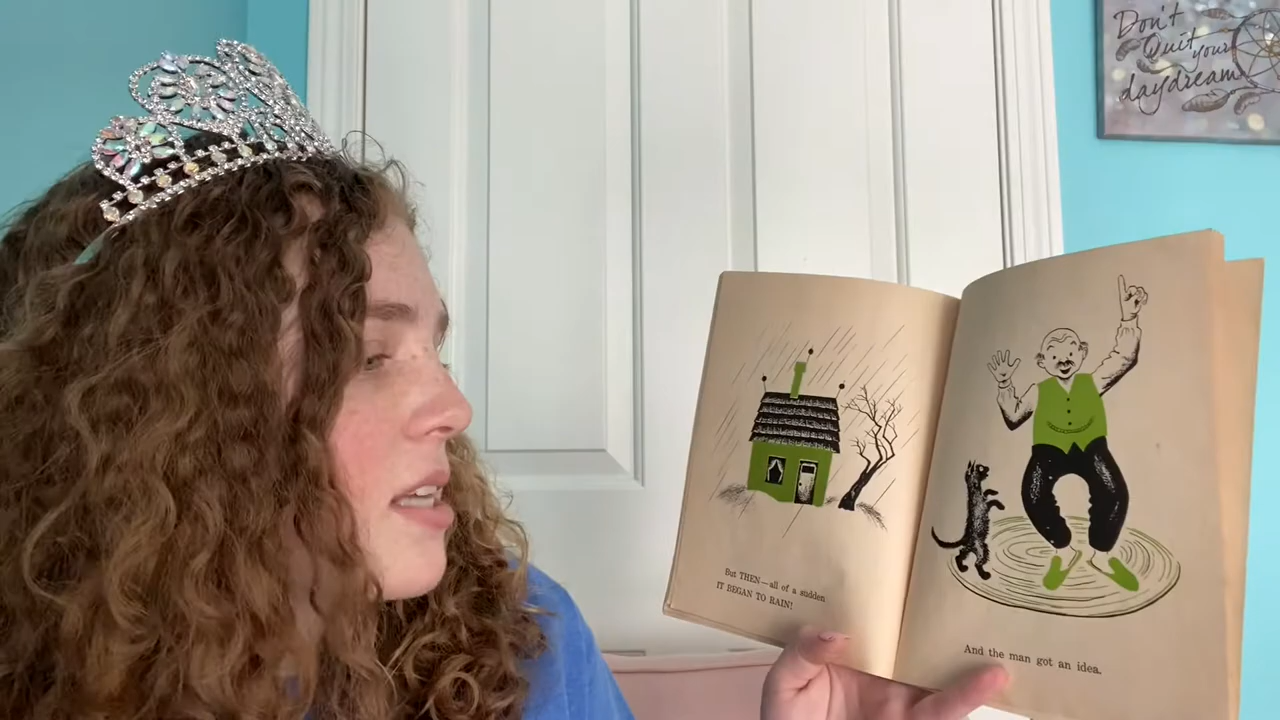 Don't
Quit your
daydream
But THEN—all of a sudden
IT BEGAN TO RAIN!
And the man got an idea.